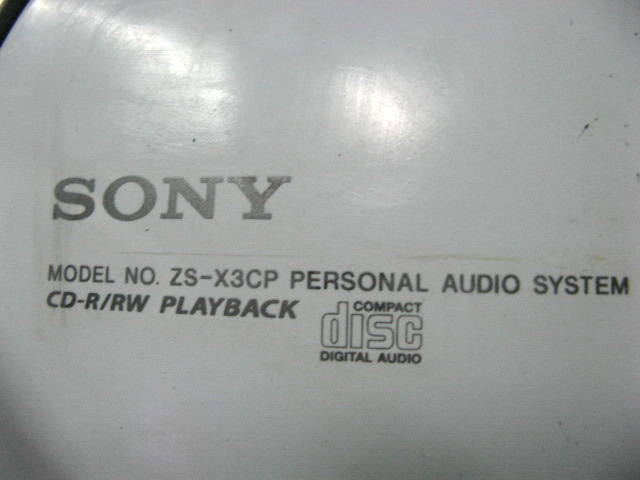 SONY
MODEL NO. ZS-X3CP PERSONAL AUDIO SYSTEM
CD-R/RW PLAYBACK
COMPACT
disc
DIGITAL AUDIO